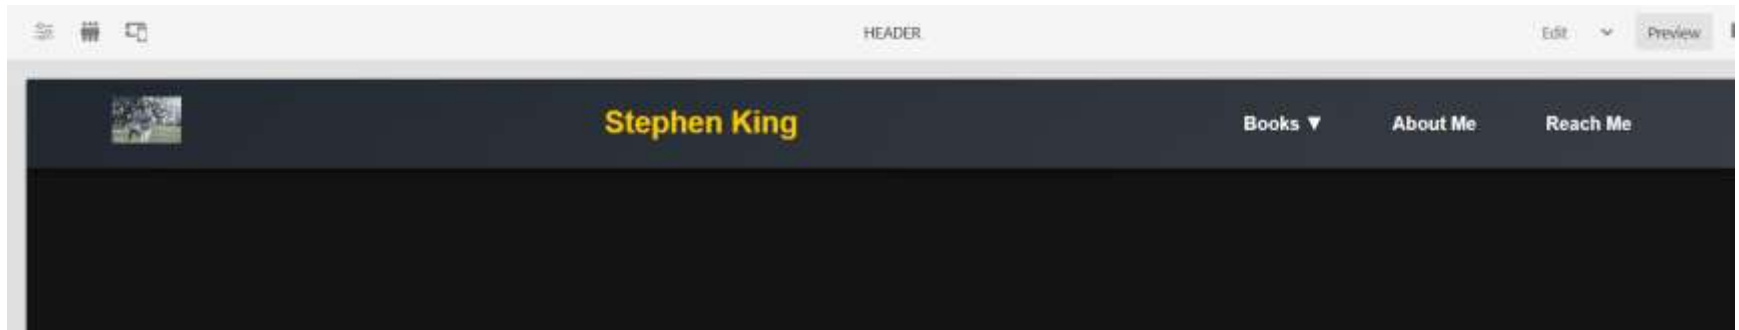 HEADER
Edit
Preview
Stephen King
Books ▼
About Me
Reach Me